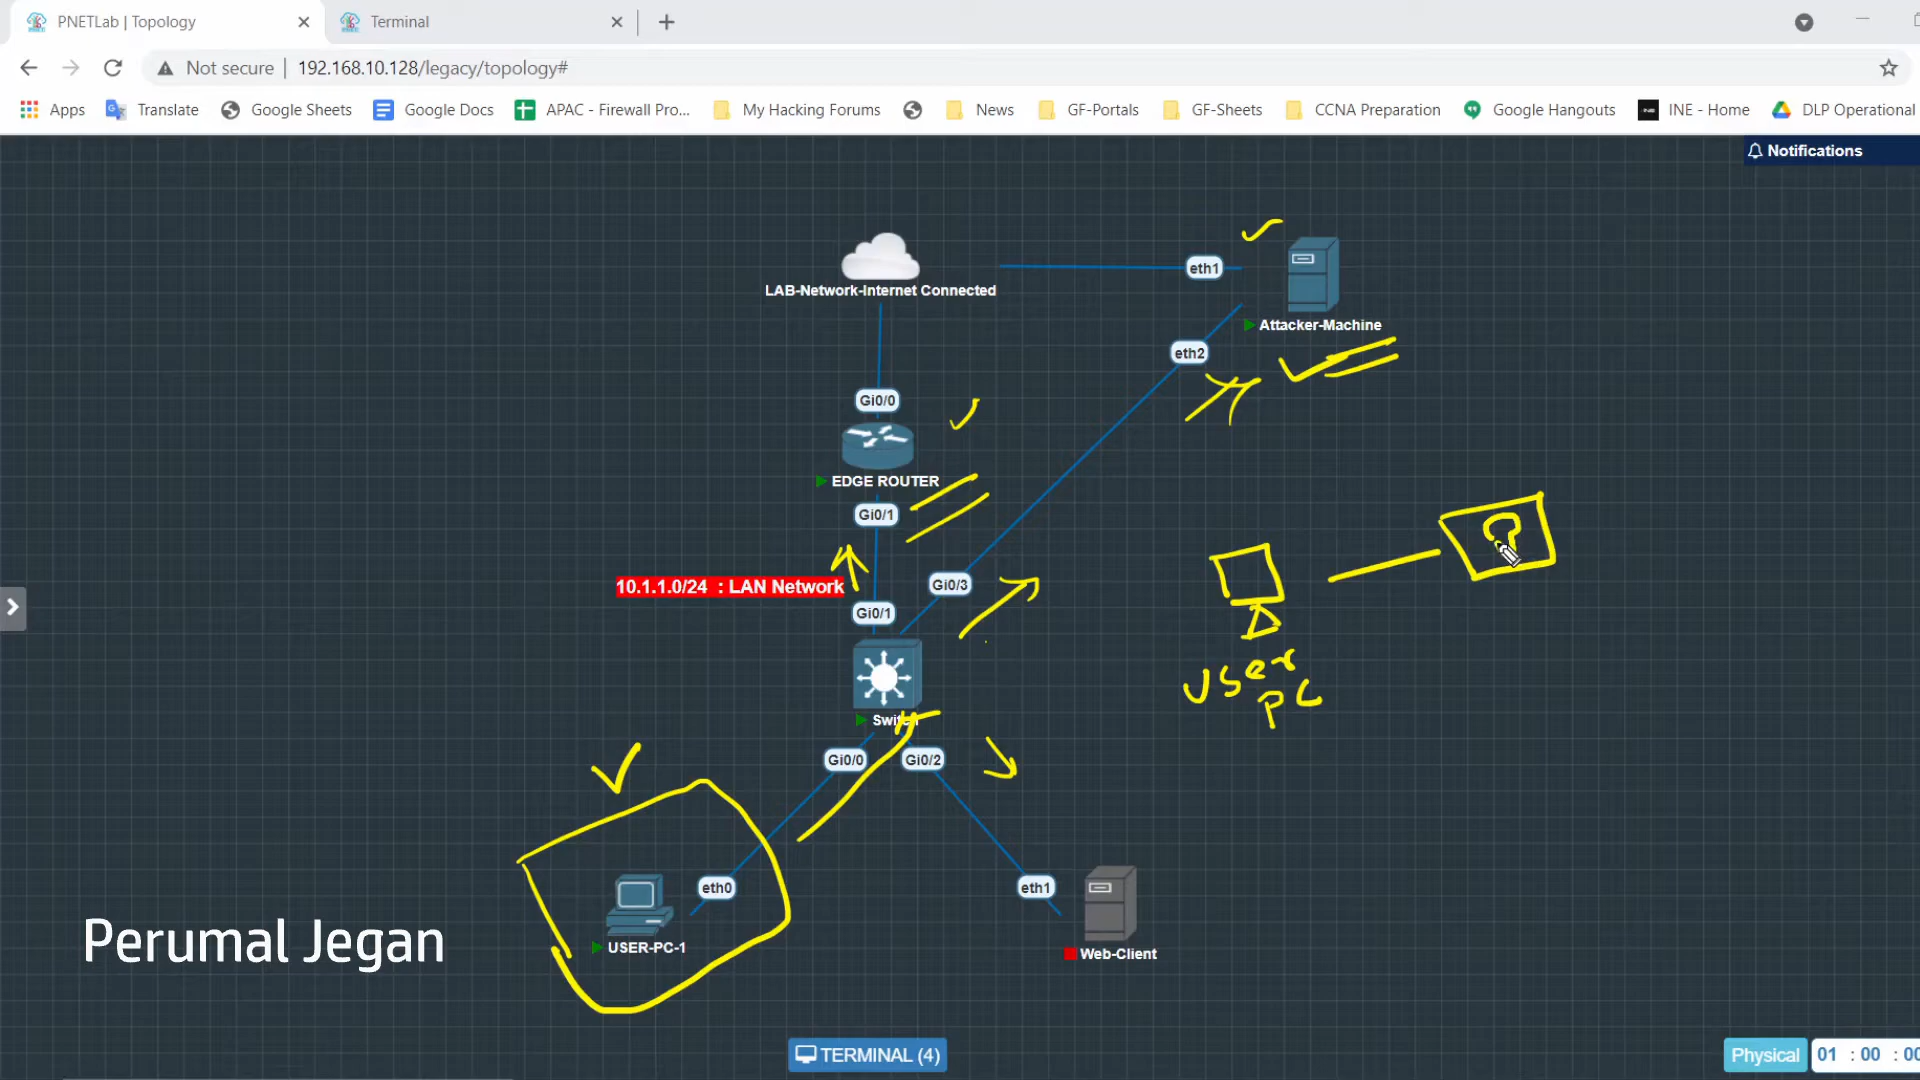 PNETLab | Topology
Terminal
Not secure
192.168.10.128/legacy/topology#
Apps
Translate
Google Sheets
Google Docs
APAC - Firewall Pro...
My Hacking Forums
News
GF-Portals
GF-Sheets
CCNA Preparation
Google Hangouts
INE - Home
DLP Operational
Notifications
eth1
LAB-Network-Internet Connected
Attacker-Machine
eth2
Gi0/0
EDGE ROUTER
Gi0/1
?
10.1.1.0/24 : LAN Network
Gi0/3
Gi0/1
User
PC
Switch
Gi0/0
Gi0/2
eth0
eth1
USER-PC-1
Web-Client
Perumal Jegan
TERMINAL (4)
Physical
01 : 00 : 00